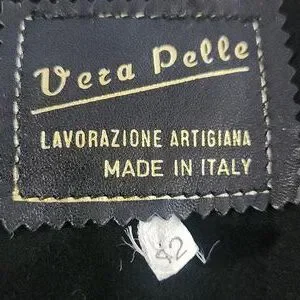 Vera Pelle
LAVORAZIONE ARTIGIANA
MADE IN ITALY
42